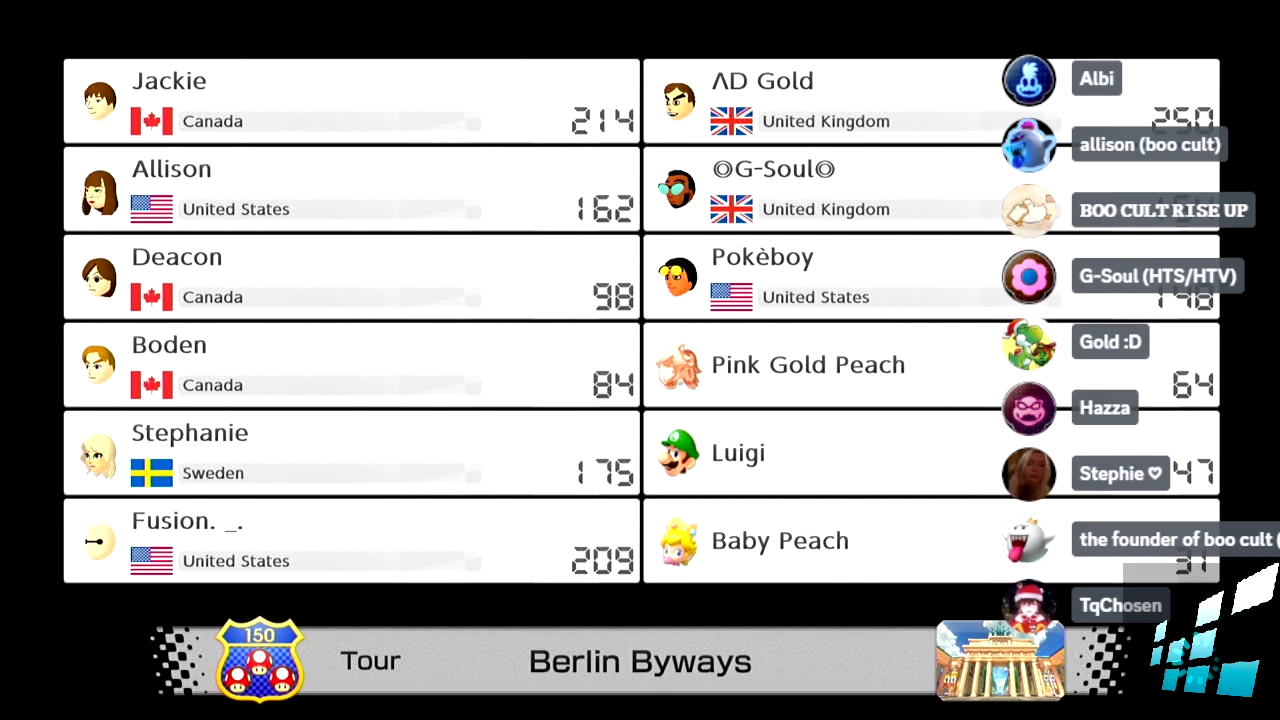 Jackie
Canada
214
Allison
United States
162
Deacon
Canada
98
Boden
Canada
84
Stephanie
Sweden
175
Fusion. _.
United States
209
ΛD Gold
United Kingdom
250
◎G-Soul◎
United Kingdom
Pokèboy
United States
148
Pink Gold Peach
64
Luigi
47
Baby Peach
31
Albi
allison (boo cult)
BOO CULT RISE UP
G-Soul (HTS/HTV)
Gold :D
Hazza
Stephie ♡
the founder of boo cult (
TqChosen
150
Tour
Berlin Byways